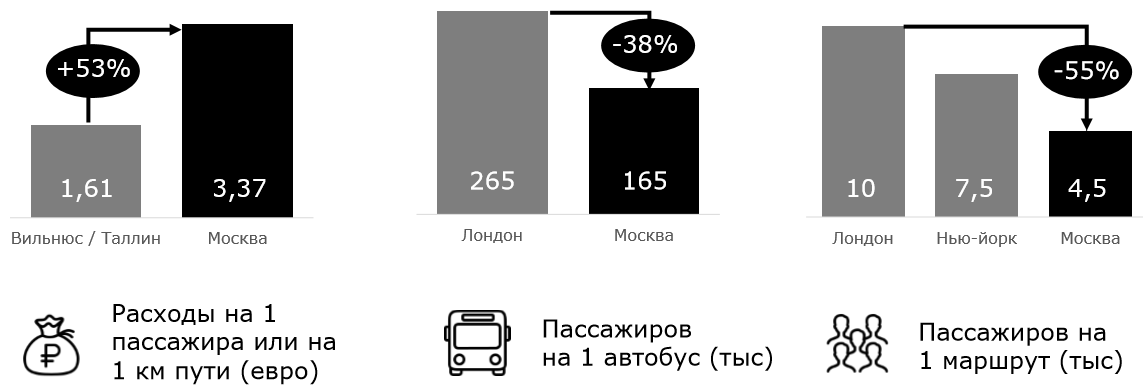 +53%
1,61
3,37
Вильнюс / Таллин
Москва
-38%
265
165
Лондон
Москва
-55%
10
7,5
4,5
Лондон
Нью-йорк
Москва
₽
Расходы на 1
пассажира или на
1 км пути (евро)
Пассажиров
на 1 автобус (тыс)
Пассажиров на
1 маршрут (тыс)